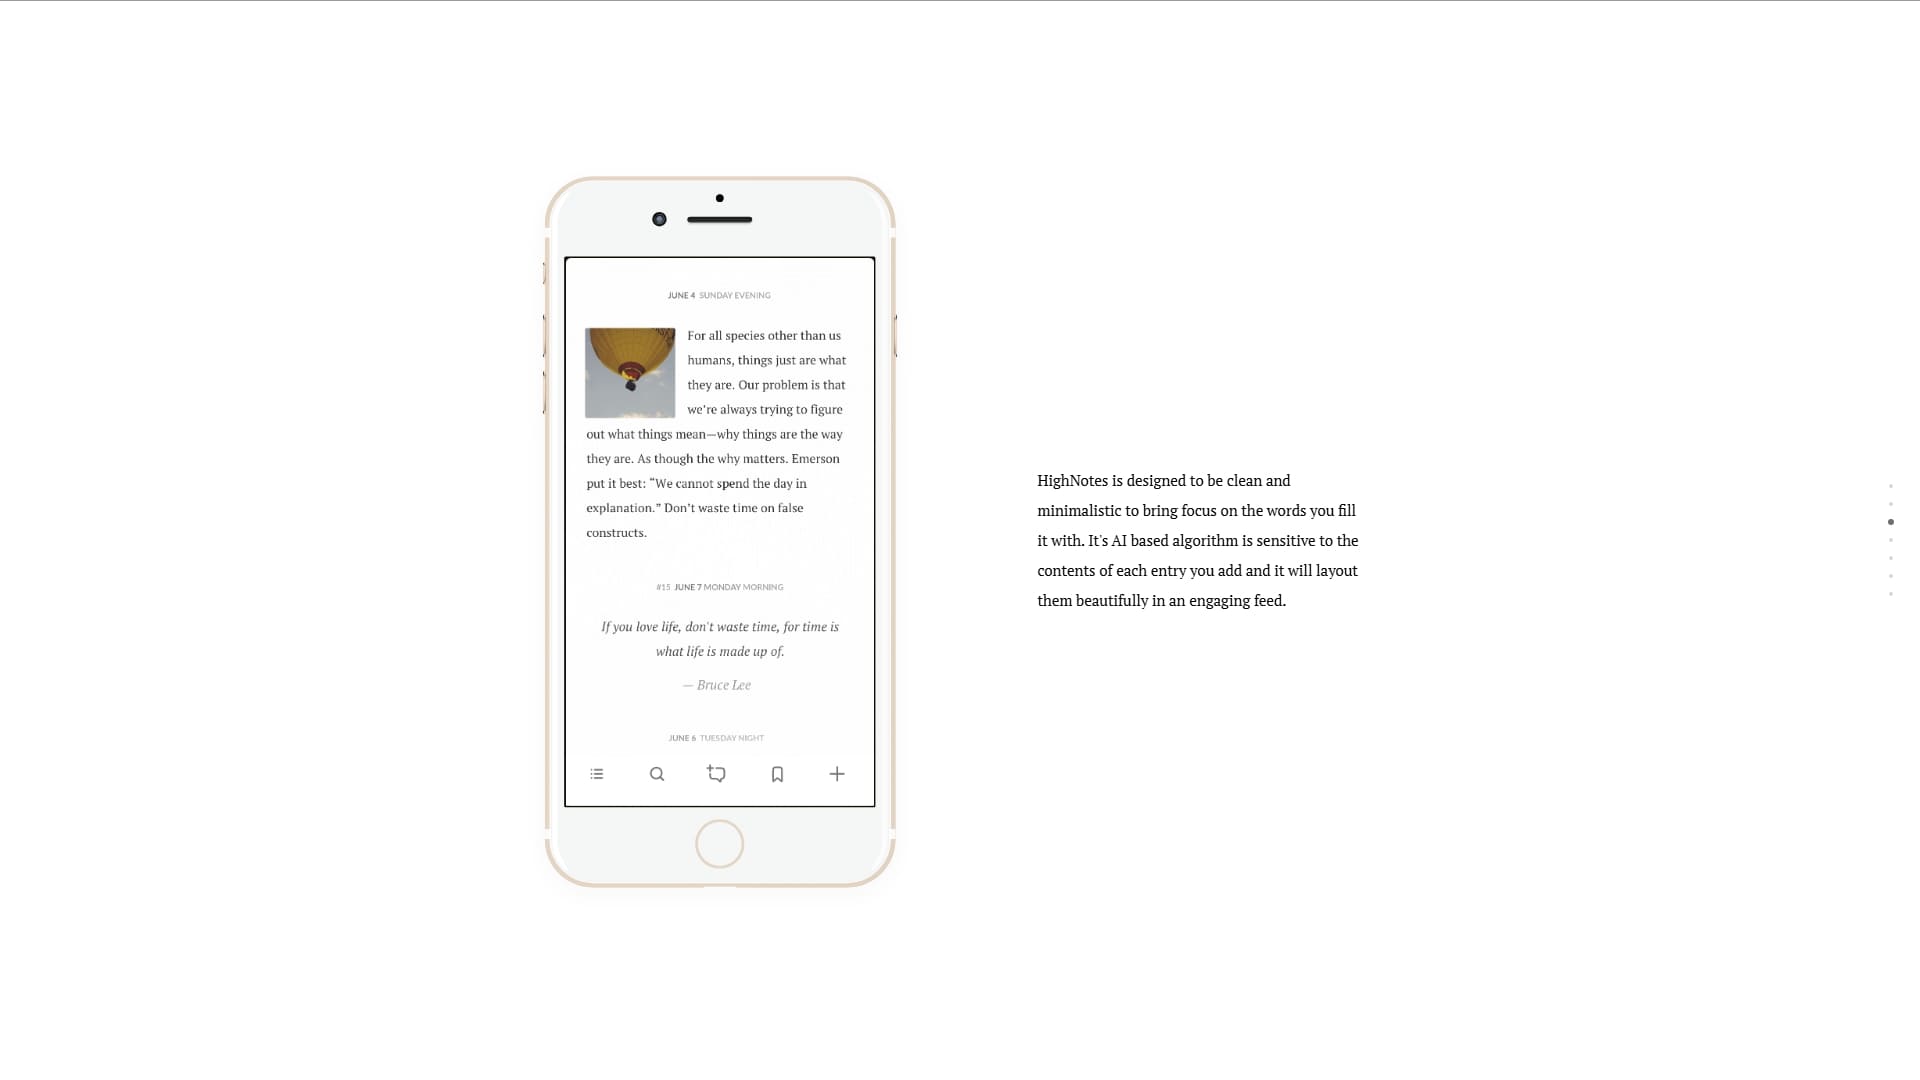 JUNE 4 SUNDAY EVENING
For all species other than us
humans, things just are what
they are. Our problem is that
we're always trying to figure
out what things mean—why things are the way
they are. As though the why matters. Emerson
put it best: “We cannot spend the day in
explanation.” Don't waste time on false
constructs.
#15 JUNE 7 MONDAY MORNING
If you love life, don't waste time, for time is
what life is made up of.
— Bruce Lee
JUNE 6 TUESDAY NIGHT
HighNotes is designed to be clean and
minimalistic to bring focus on the words you fill
it with. It's AI based algorithm is sensitive to the
contents of each entry you add and it will layout
them beautifully in an engaging feed.